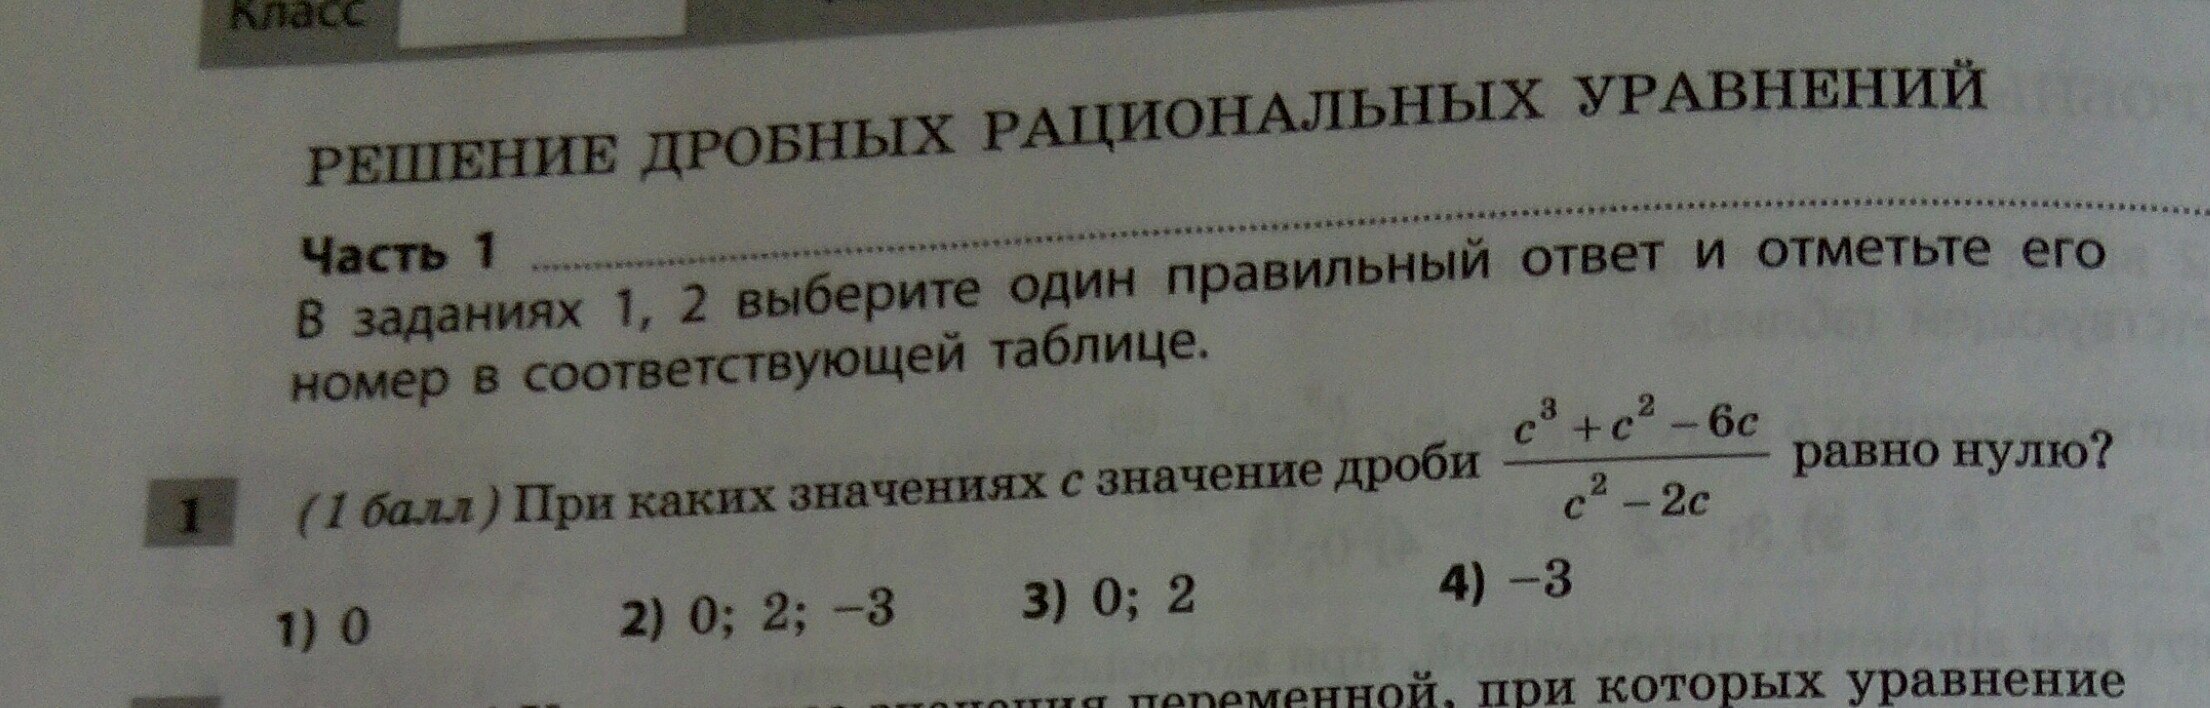 Класс
РЕШЕНИЕ ДРОБНЫХ РАЦИОНАЛЬНЫХ УРАВНЕНИЙ
Часть 1
В заданиях 1, 2 выберите один правильный ответ и отметьте его
номер в соответствующей таблице.
1 (1 балл) При каких значениях c значение дроби (c³ + c² − 6c)/(c² − 2c) равно нулю?
1) 0 2) 0; 2; −3 3) 0; 2 4) −3
переменной, при которых уравнение